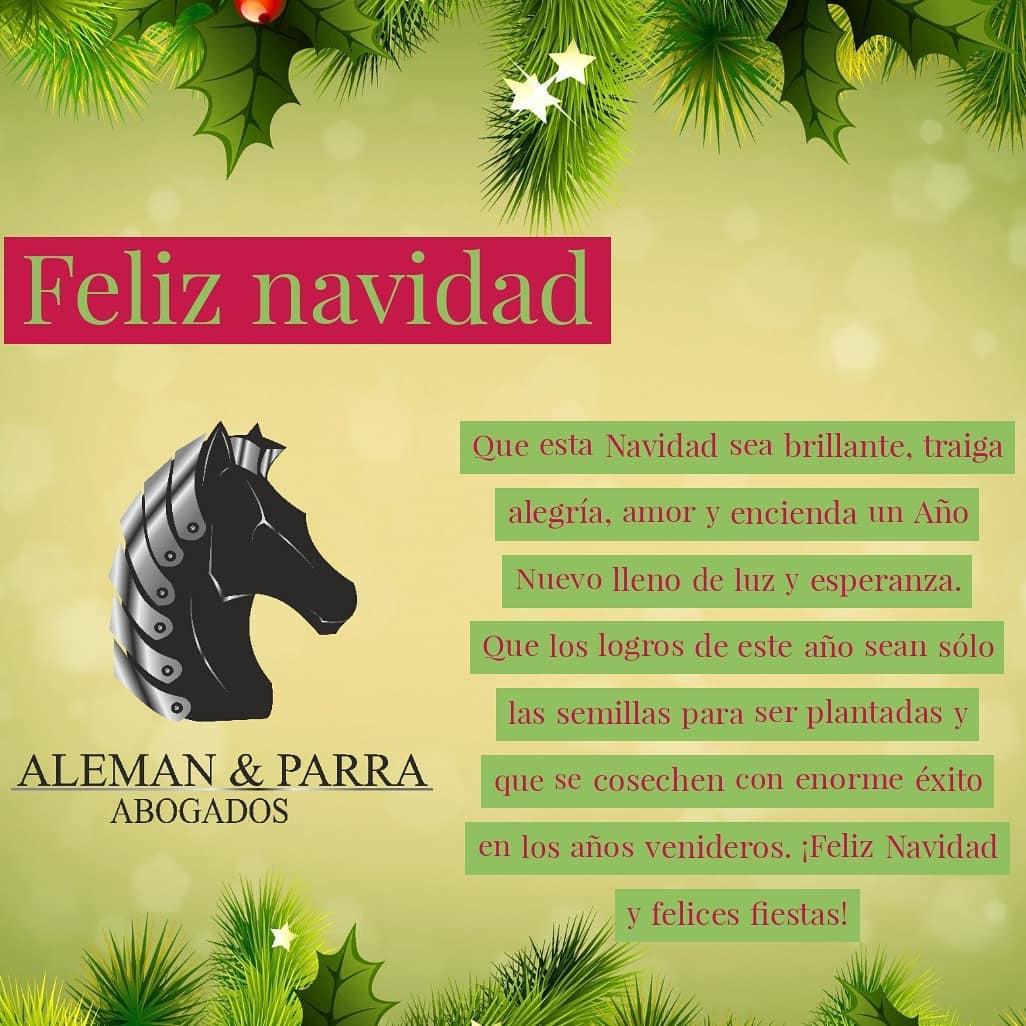 Feliz navidad
ALEMAN & PARRA
ABOGADOS
Que esta Navidad sea brillante, traiga
alegría, amor y encienda un Año
Nuevo lleno de luz y esperanza.
Que los logros de este año sean sólo
las semillas para ser plantadas y
que se cosechen con enorme éxito
en los años venideros. ¡Feliz Navidad
y felices fiestas!